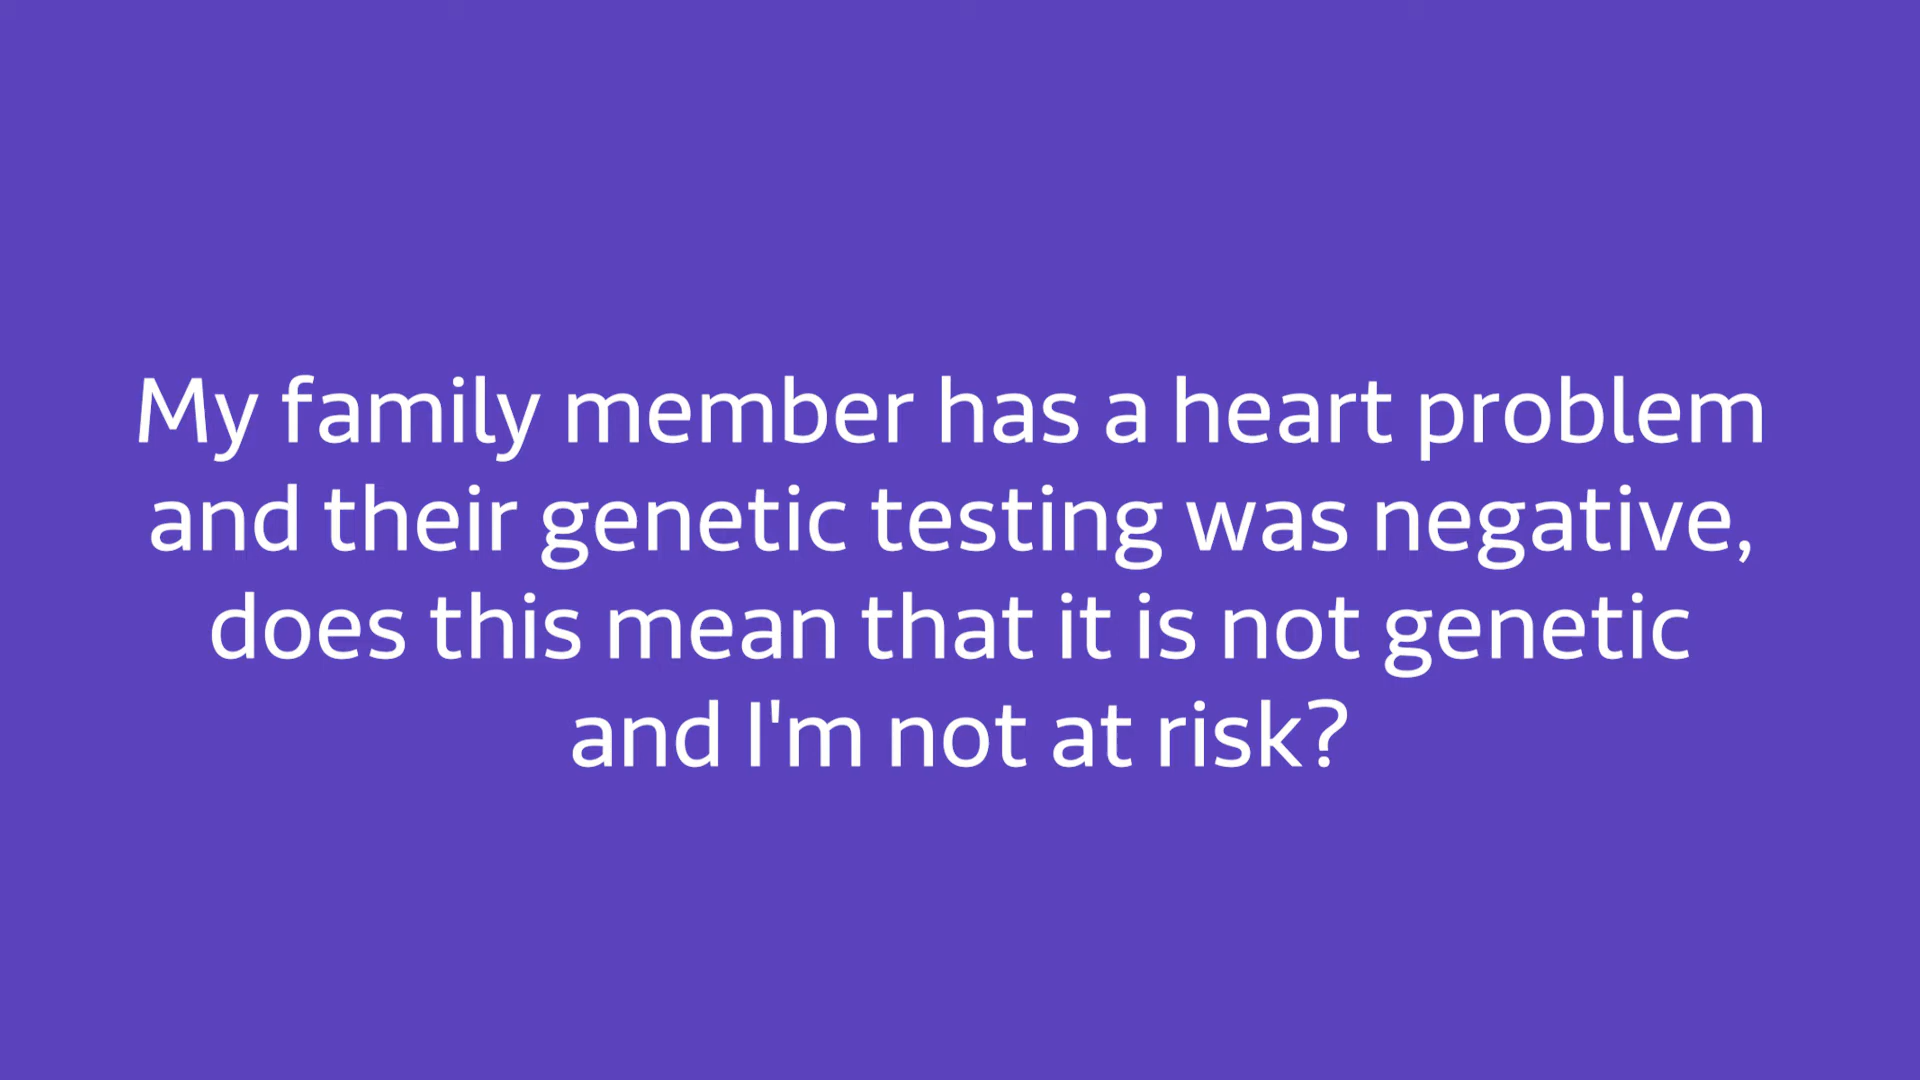 My family member has a heart problem
and their genetic testing was negative,
does this mean that it is not genetic
and I'm not at risk?